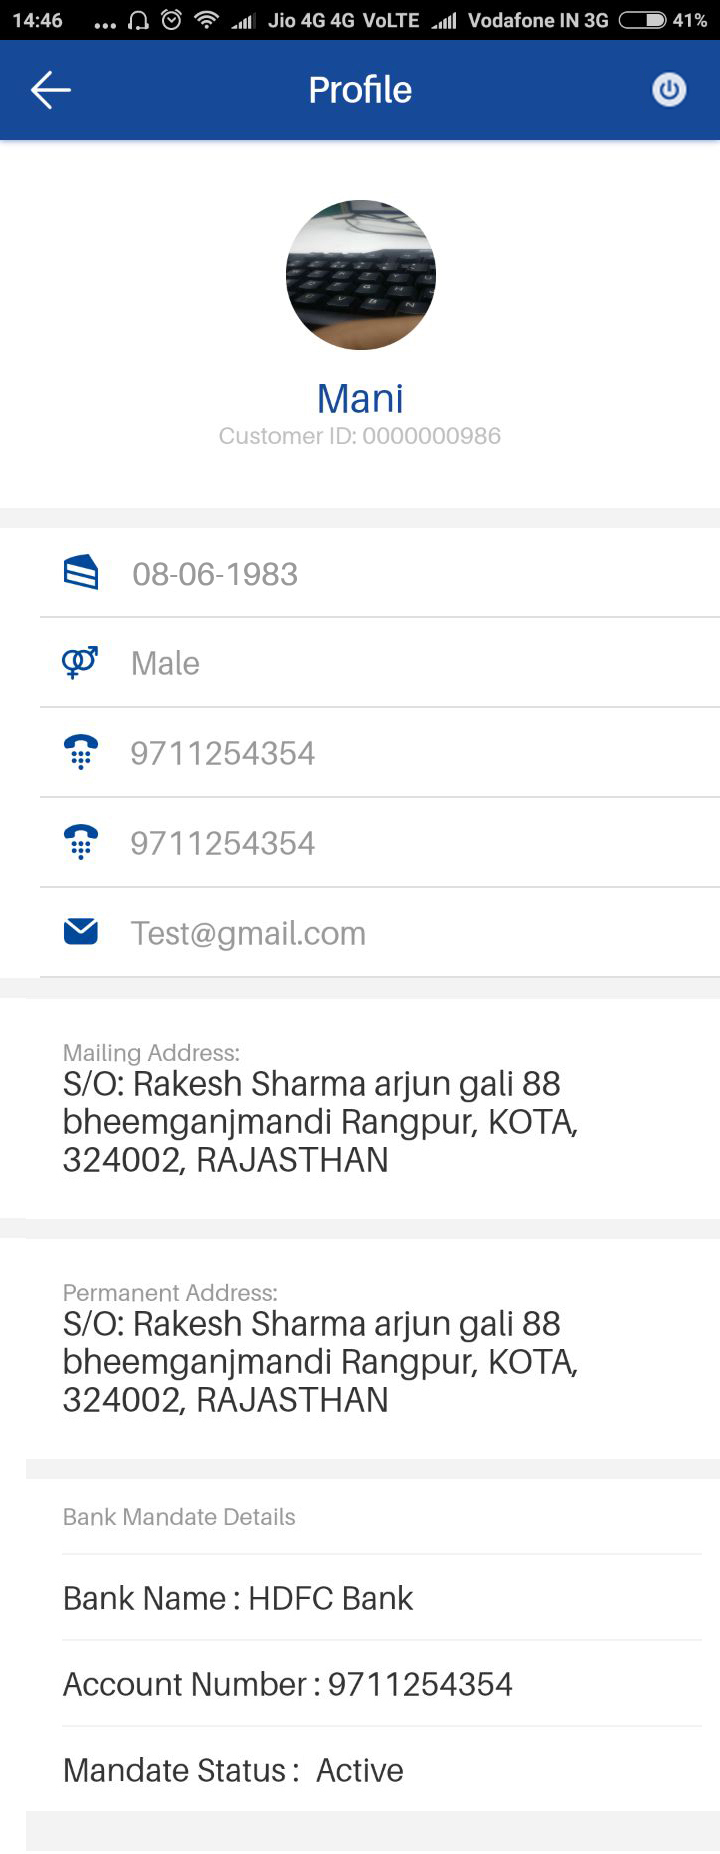 14:46 ... Jio 4G 4G VoLTE Vodafone IN 3G 41%
Profile
Mani
Customer ID: 0000000986
08-06-1983
Male
9711254354
9711254354
Test@gmail.com
Mailing Address:
S/O: Rakesh Sharma arjun gali 88
bheemganjmandi Rangpur, KOTA,
324002, RAJASTHAN
Permanent Address:
S/O: Rakesh Sharma arjun gali 88
bheemganjmandi Rangpur, KOTA,
324002, RAJASTHAN
Bank Mandate Details
Bank Name : HDFC Bank
Account Number : 9711254354
Mandate Status :  Active